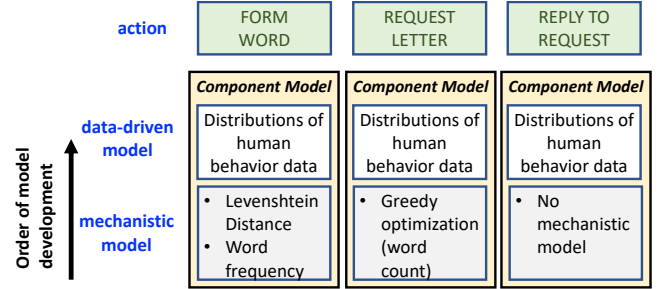 action
FORM
WORD
REQUEST
LETTER
REPLY TO
REQUEST
Component Model
Component Model
Component Model
data-driven
model
Distributions of
human
behavior data
Distributions of
human
behavior data
Distributions of
human
behavior data
Order of model
development
mechanistic
model
• Levenshtein
Distance
• Word
frequency
• Greedy
optimization
(word
count)
• No
mechanistic
model